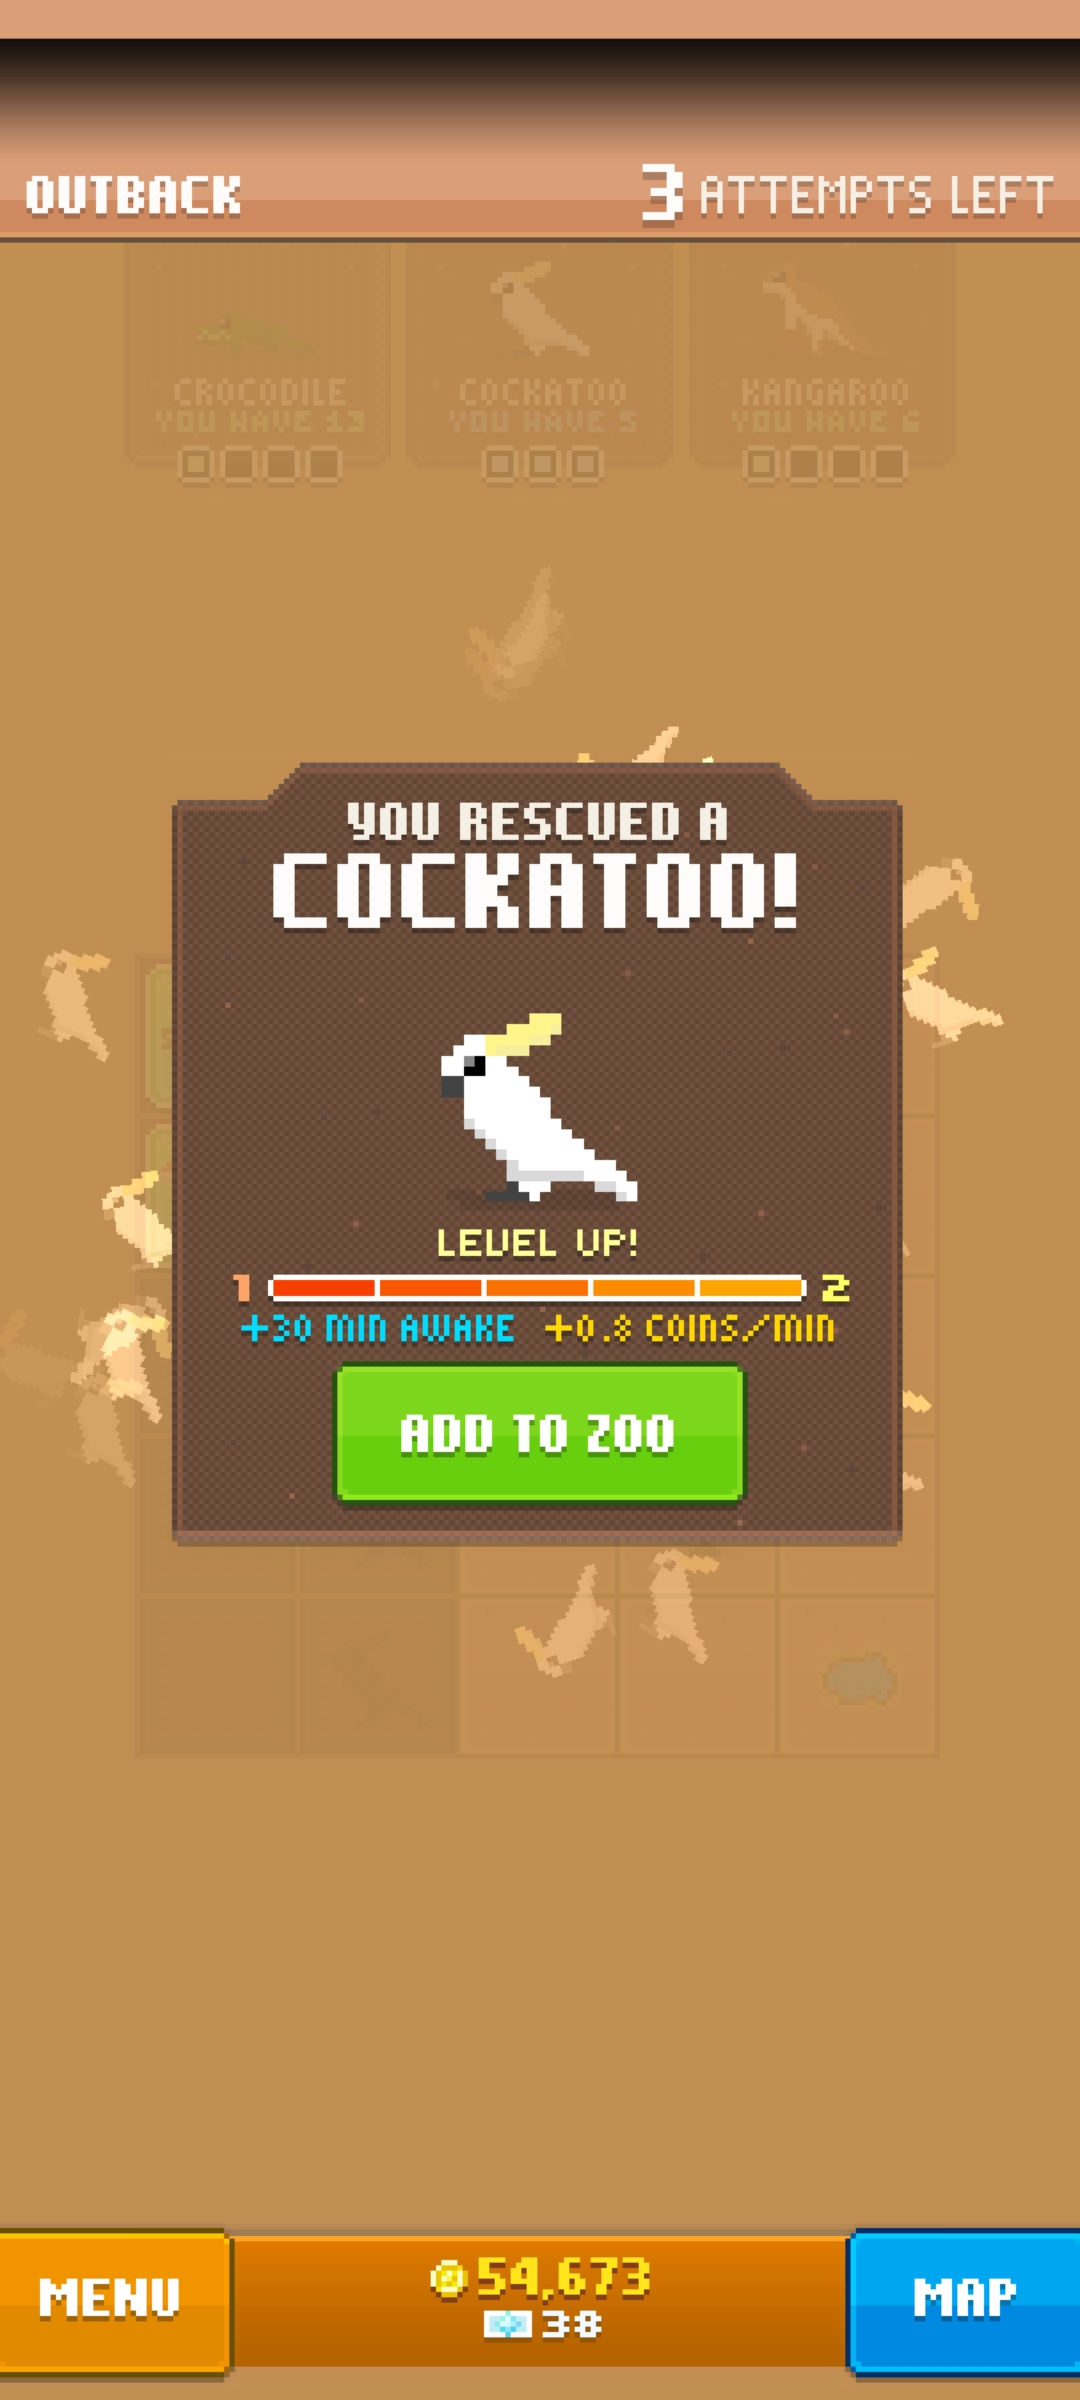 OUTBACK
3 ATTEMPTS LEFT
CROCODILE
YOU HAVE 13
COCKATOO
YOU HAVE 5
KANGAROO
YOU HAVE 6
YOU RESCUED A
COCKATOO!
LEVEL UP!
1 2
+30 MIN AWAKE +0.8 COINS/MIN
ADD TO ZOO
MENU
54,673
38
MAP